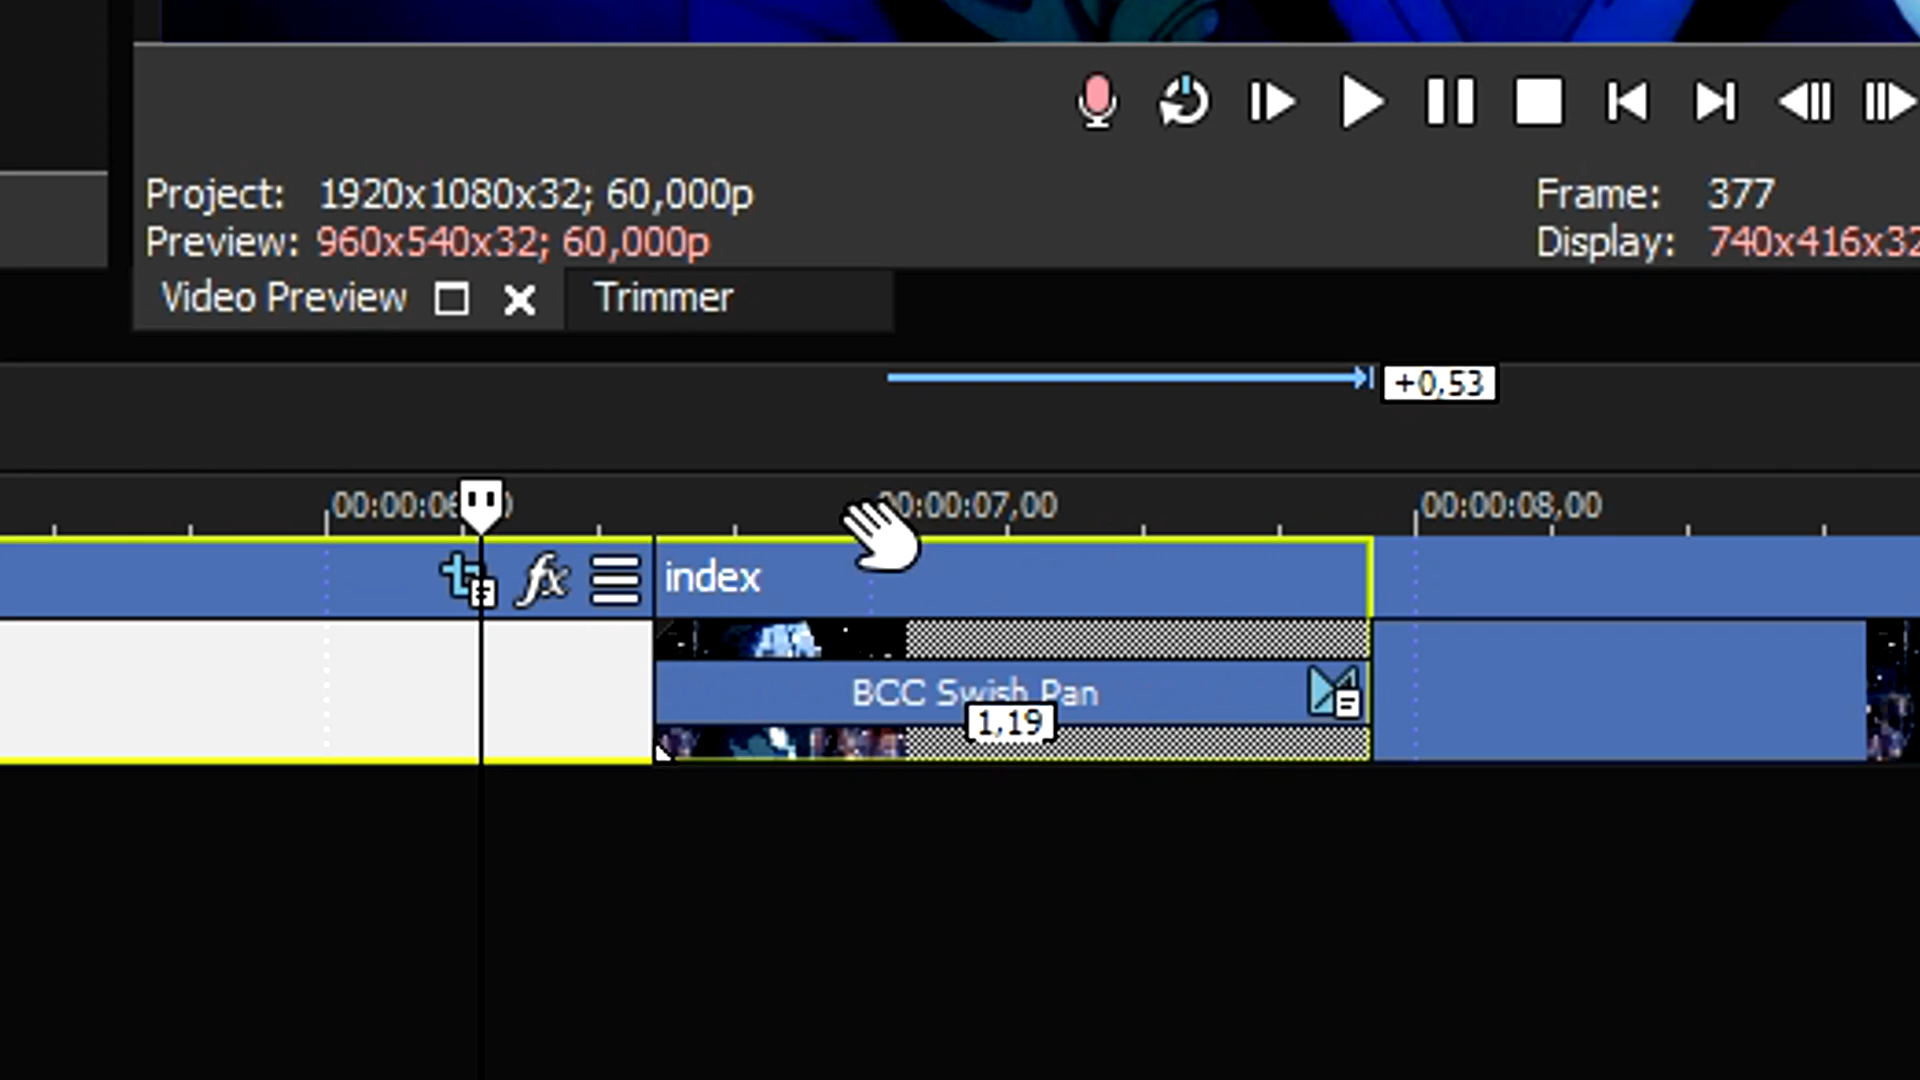 Project: 1920x1080x32; 60,000p
Frame: 377
Preview: 960x540x32; 60,000p
Display: 740x416x32
Video Preview
Trimmer
+0,53
00:00:07,00
00:00:08,00
fx
index
BCC Swish Pan
1,19